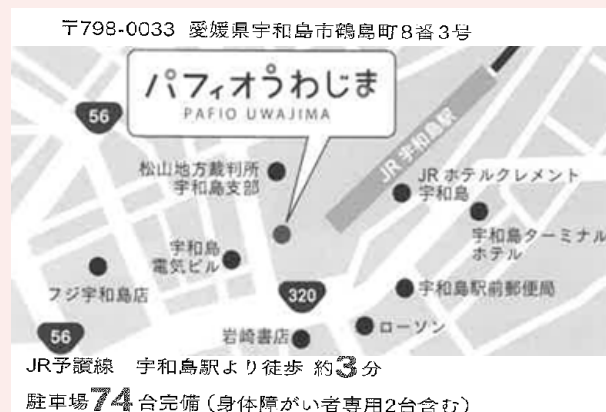 〒798-0033 愛媛県宇和島市鶴島町8番3号
パフィオうわじま
PAFIO UWAJIMA
56
JR 宇和島駅
松山地方裁判所
宇和島支部
JR ホテルクレメント
宇和島
宇和島ターミナル
ホテル
宇和島
電気ビル
フジ宇和島店
320
宇和島駅前郵便局
56
岩崎書店
ローソン
JR予讃線 宇和島駅より徒歩 約3分
駐車場74台完備（身体障がい者専用2台含む）